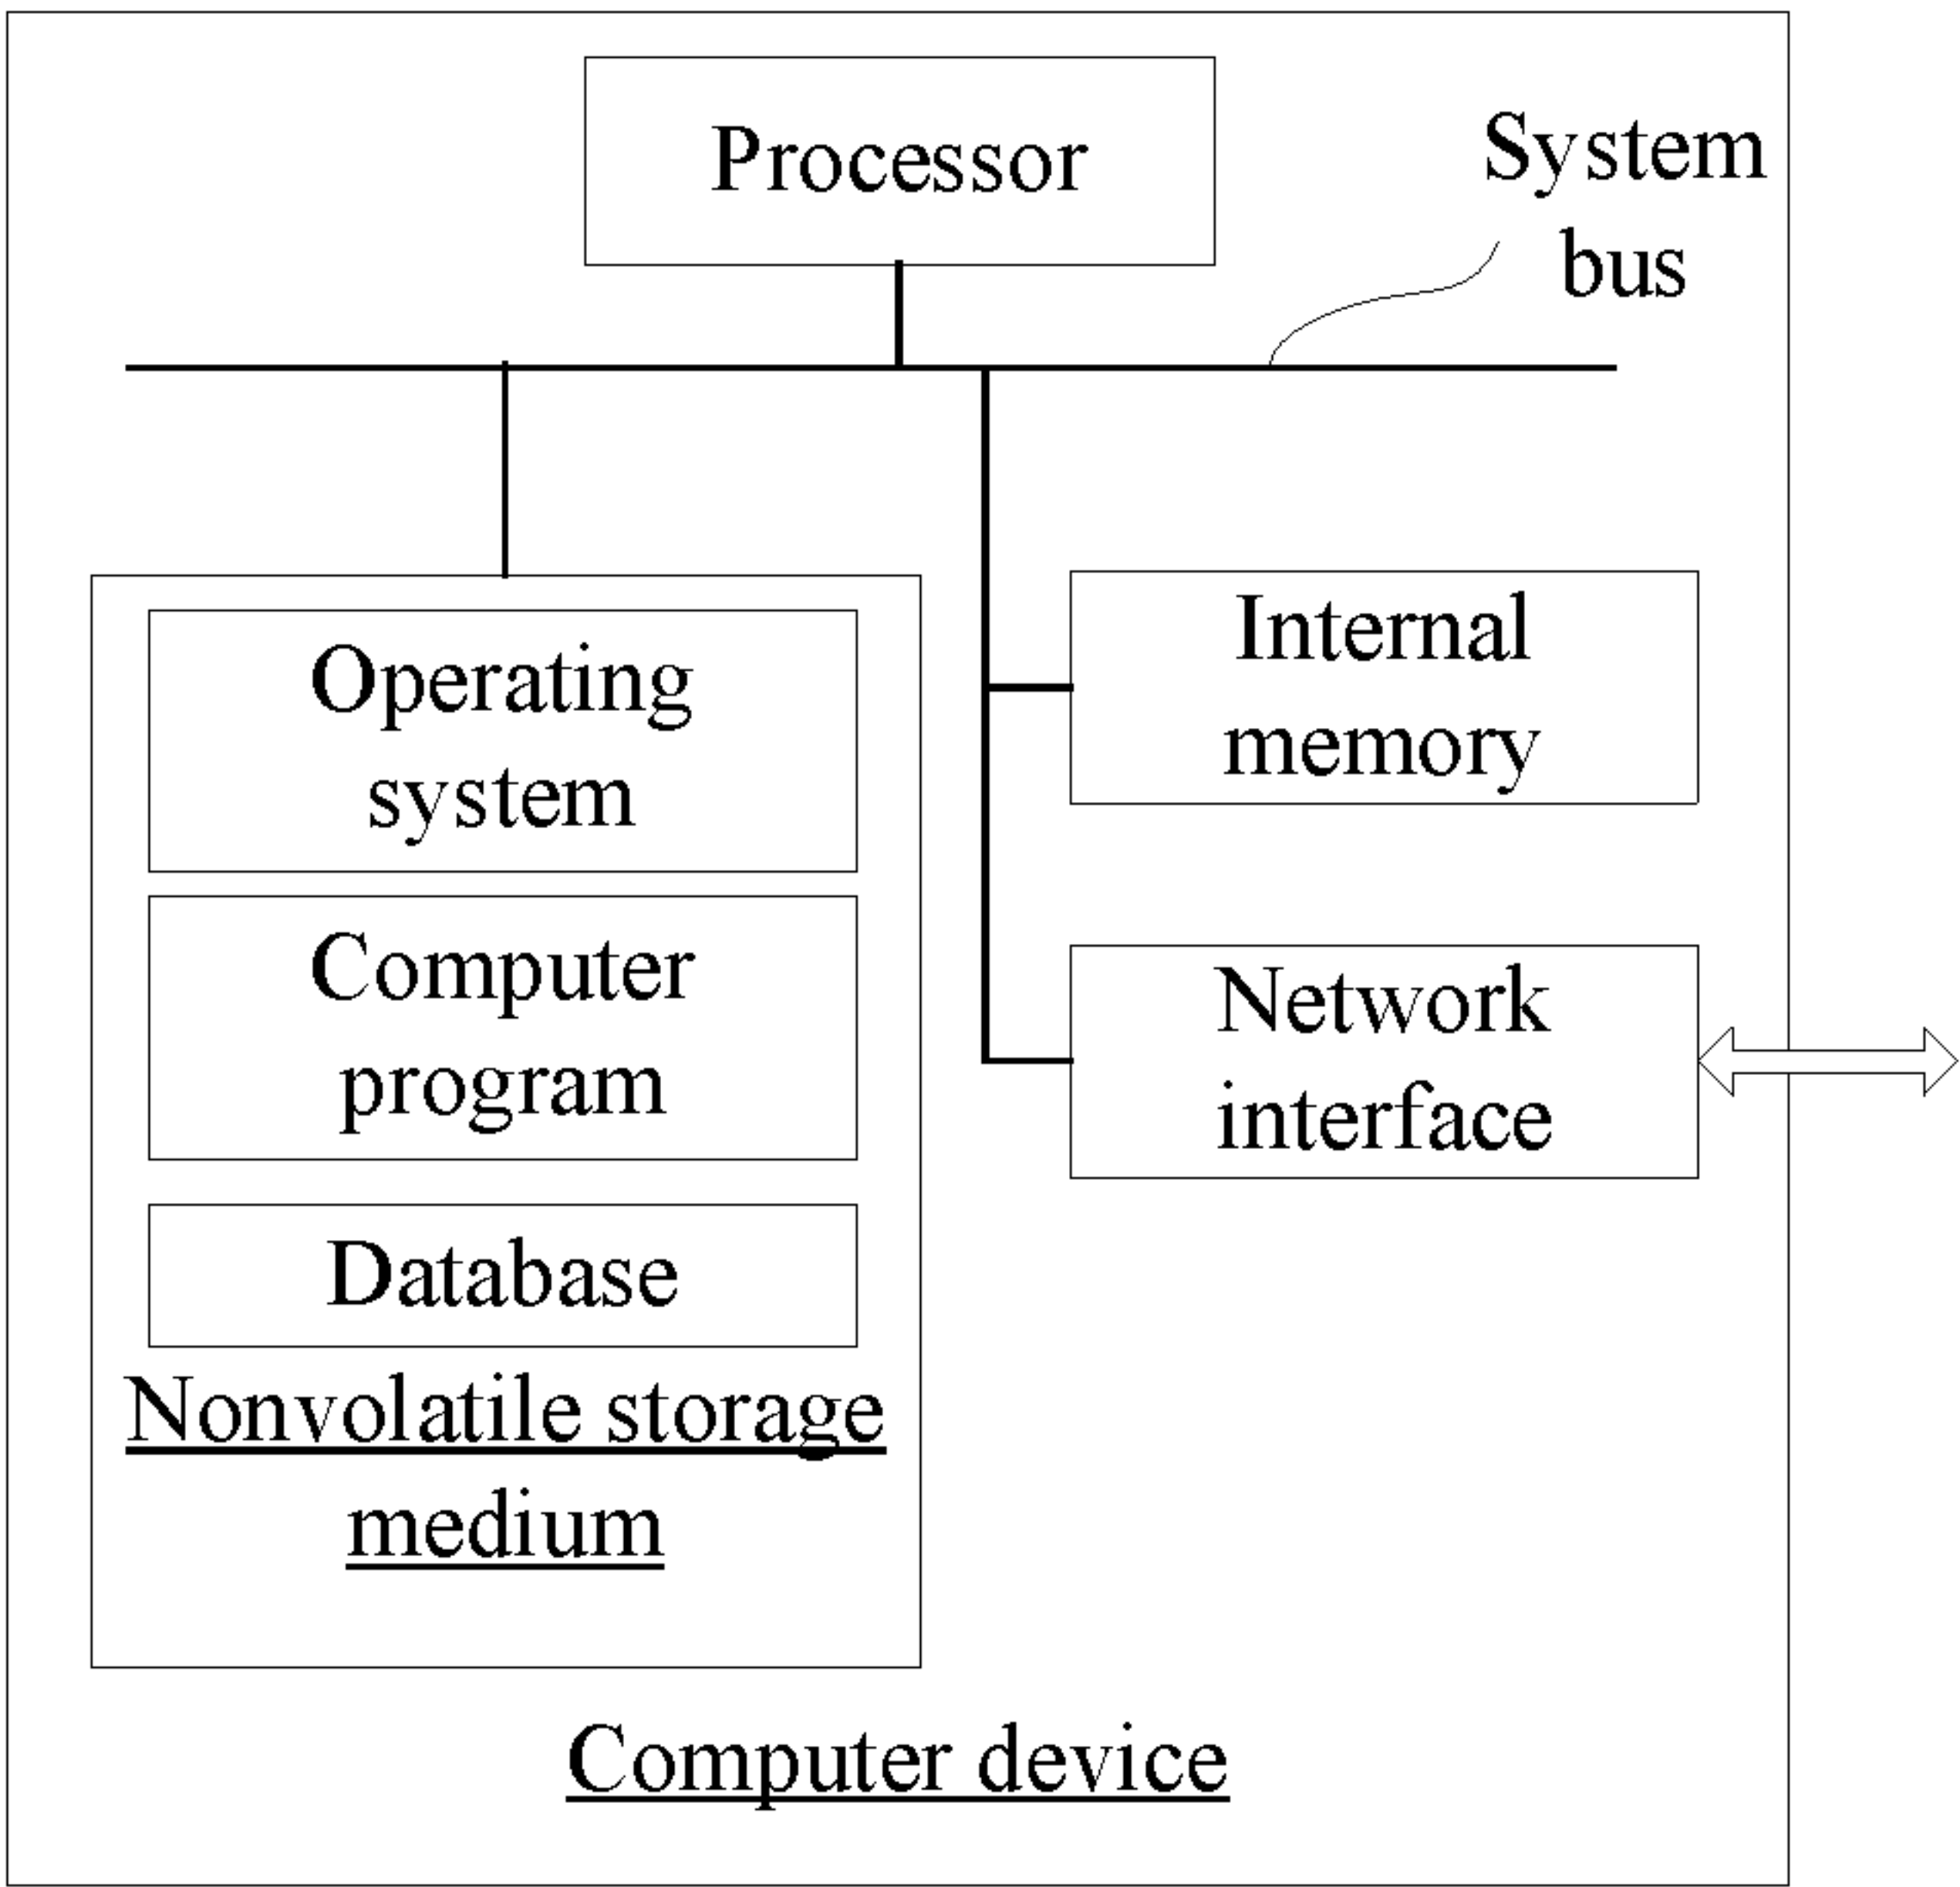 Processor
System
bus
Operating
system
Computer
program
Database
Nonvolatile storage
medium
Internal
memory
Network
interface
Computer device